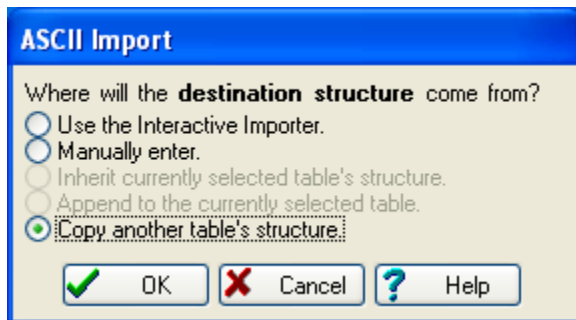 ASCII Import
Where will the destination structure come from?
Use the Interactive Importer.
Manually enter.
Inherit currently selected table's structure.
Append to the currently selected table.
Copy another table's structure.
OK Cancel ? Help